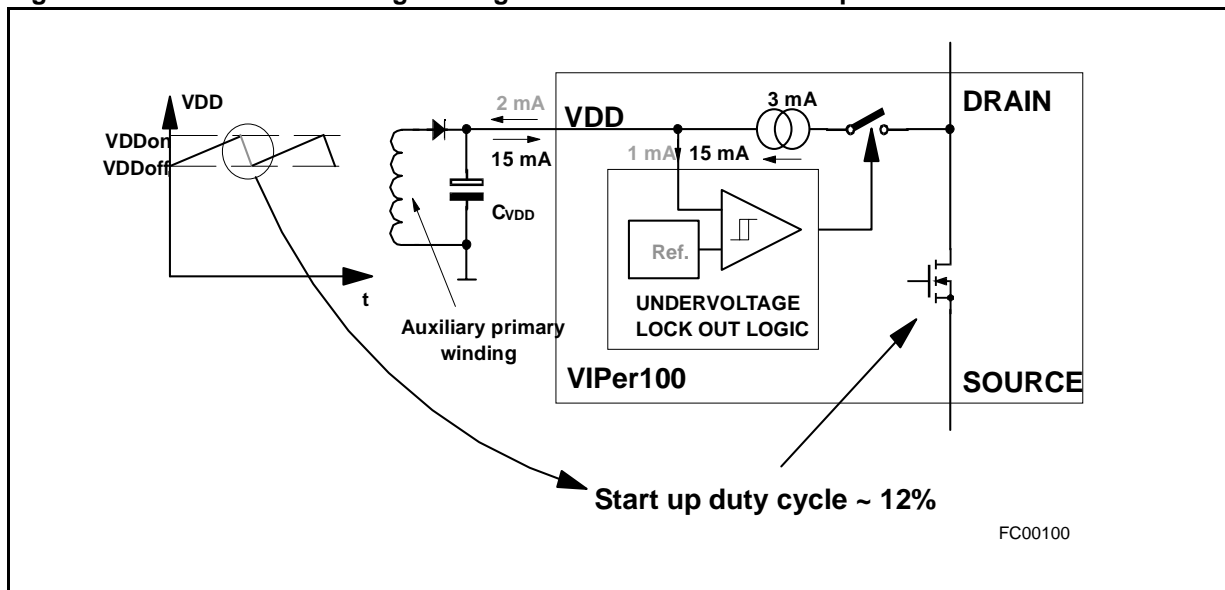 VDD
VDDon
VDDoff
t
2 mA
15 mA
CVDD
Auxiliary primary
winding
VDD
3 mA
1 mA 15 mA
Ref.
UNDERVOLTAGE
LOCK OUT LOGIC
VIPer100
DRAIN
SOURCE
Start up duty cycle ~ 12%
FC00100